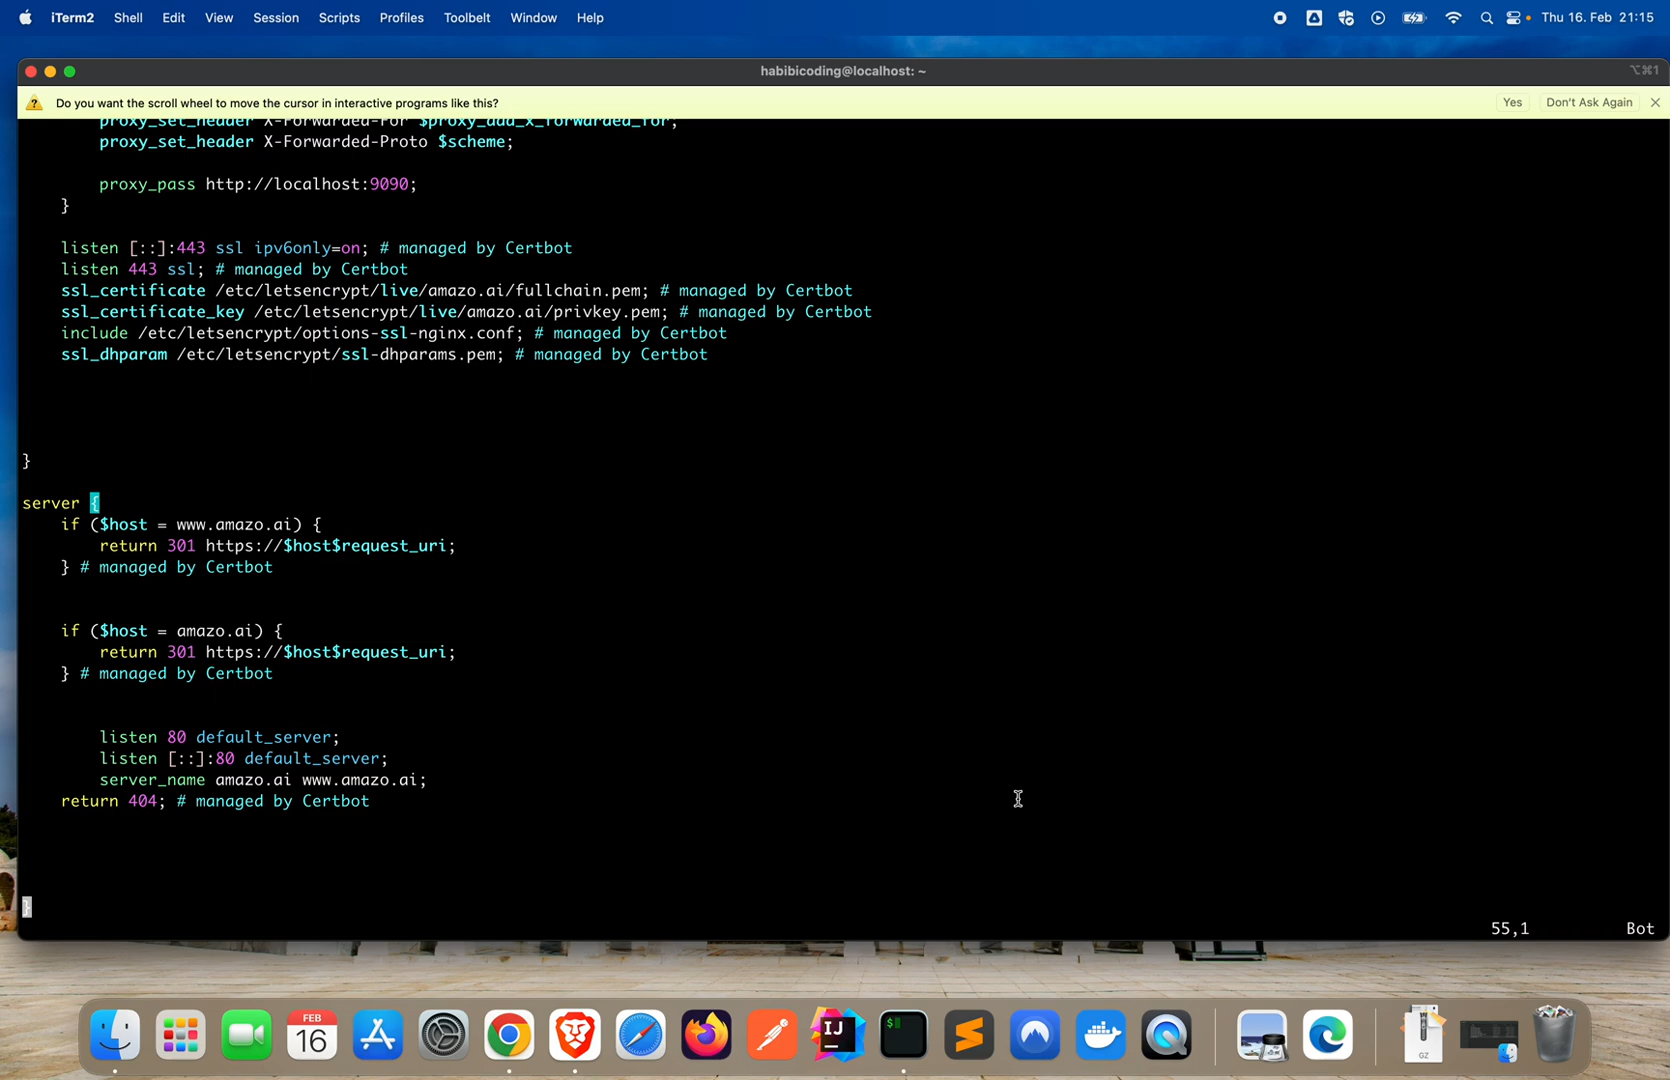 iTerm2 Shell Edit View Session Scripts Profiles Toolbelt Window Help Thu 16. Feb 21:15
habibicoding@localhost: ~ ⌥⌘1
Do you want the scroll wheel to move the cursor in interactive programs like this? Yes Don't Ask Again
proxy_set_header X-Forwarded-For $proxy_add_x_forwarded_for;
proxy_set_header X-Forwarded-Proto $scheme;
proxy_pass http://localhost:9090;
}
listen [::]:443 ssl ipv6only=on; # managed by Certbot
listen 443 ssl; # managed by Certbot
ssl_certificate /etc/letsencrypt/live/amazo.ai/fullchain.pem; # managed by Certbot
ssl_certificate_key /etc/letsencrypt/live/amazo.ai/privkey.pem; # managed by Certbot
include /etc/letsencrypt/options-ssl-nginx.conf; # managed by Certbot
ssl_dhparam /etc/letsencrypt/ssl-dhparams.pem; # managed by Certbot
}
server {
if ($host = www.amazo.ai) {
return 301 https://$host$request_uri;
} # managed by Certbot
if ($host = amazo.ai) {
return 301 https://$host$request_uri;
} # managed by Certbot
listen 80 default_server;
listen [::]:80 default_server;
server_name amazo.ai www.amazo.ai;
return 404; # managed by Certbot
}
55,1 Bot
FEB
16
IJ
$
GZ